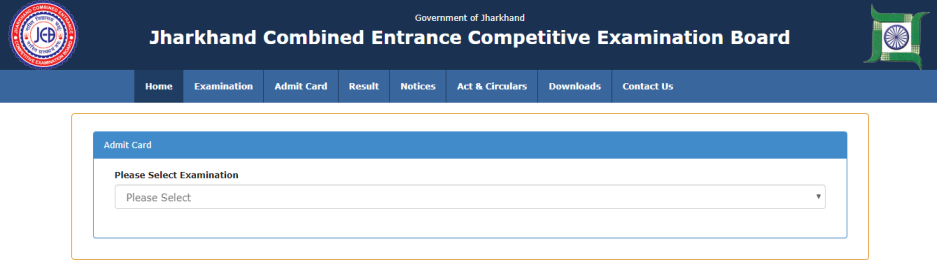 Government of Jharkhand
Jharkhand Combined Entrance Competitive Examination Board
JCEB
Home Examination Admit Card Result Notices Act & Circulars Downloads Contact Us
Admit Card
Please Select Examination
Please Select